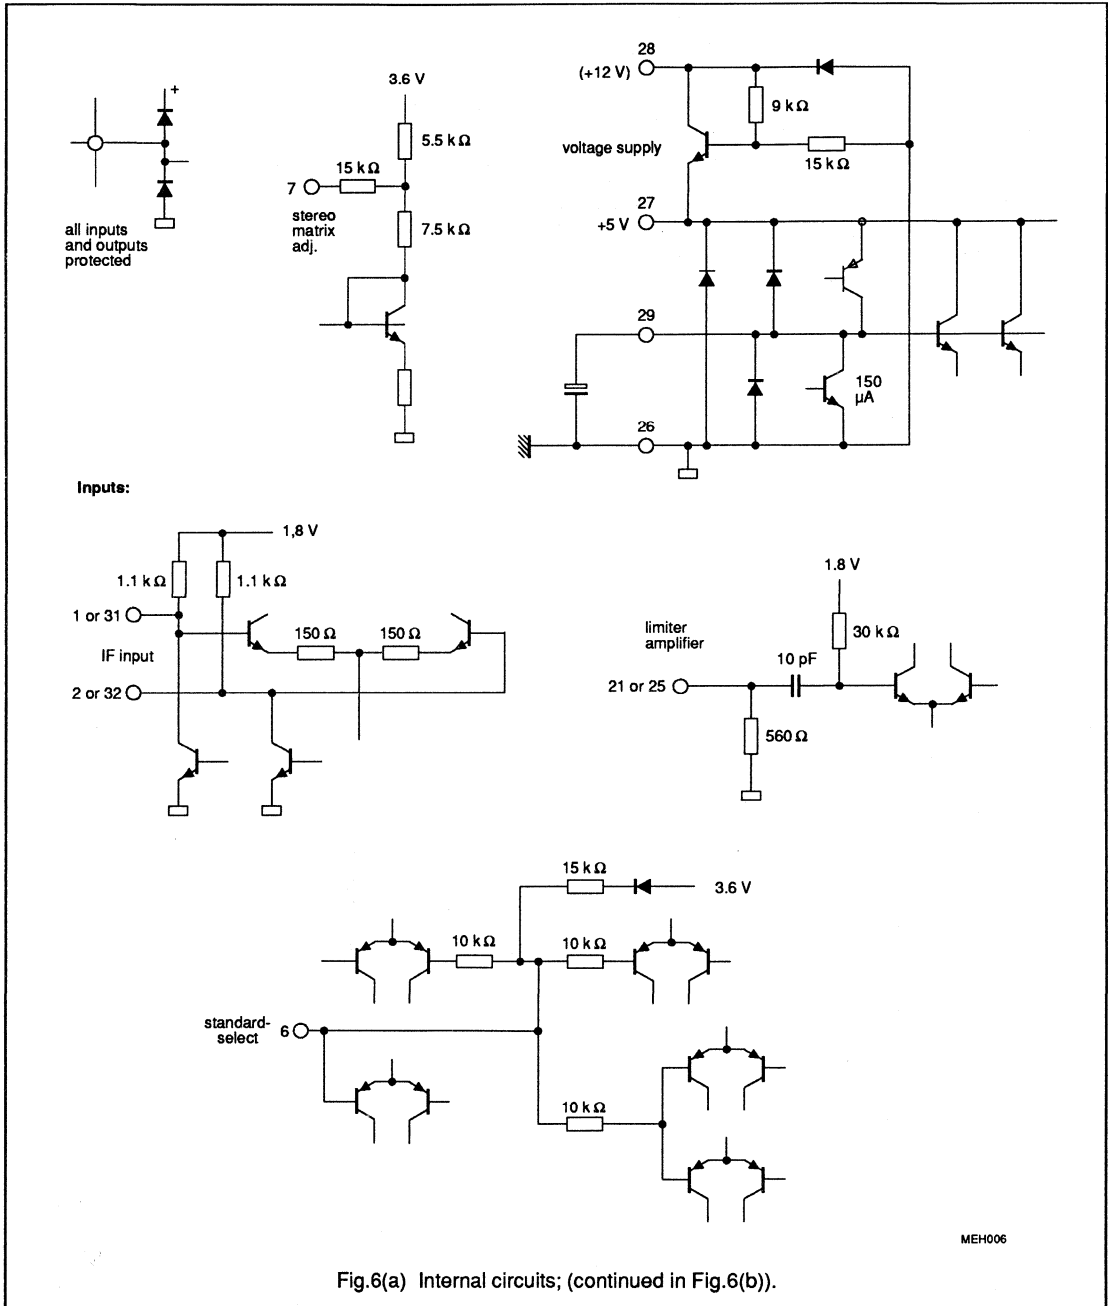 +
all inputs
and outputs
protected
3.6 V
5.5 kΩ
15 kΩ
7
stereo
matrix
adj.
7.5 kΩ
28
(+12 V)
9 kΩ
voltage supply
15 kΩ
27
+5 V
29
150
μA
26
Inputs:
1,8 V
1.1 kΩ
1.1 kΩ
1 or 31
150 Ω
150 Ω
IF input
2 or 32
1.8 V
limiter
amplifier
30 kΩ
10 pF
21 or 25
560 Ω
15 kΩ
3.6 V
10 kΩ
10 kΩ
standard-
select
6
10 kΩ
MEH006
Fig.6(a) Internal circuits; (continued in Fig.6(b)).